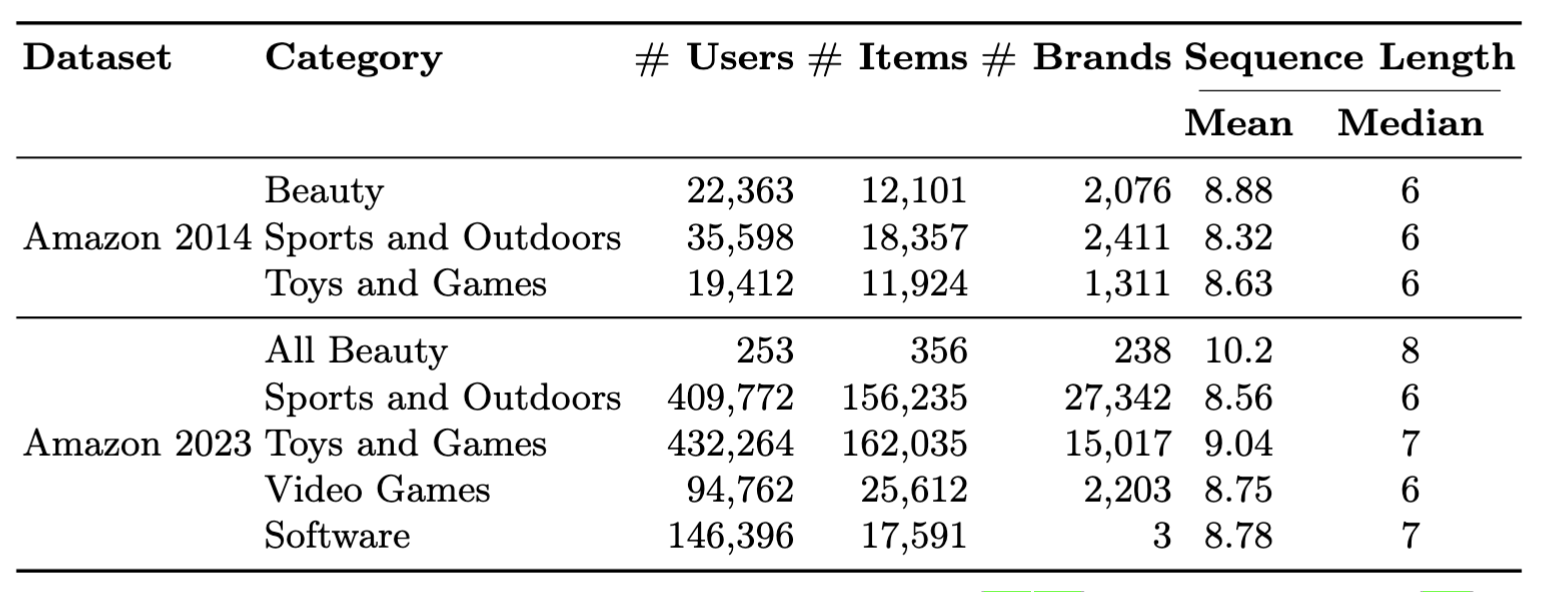 Dataset Category # Users # Items # Brands Sequence Length
Mean Median
Beauty 22,363 12,101 2,076 8.88 6
Amazon 2014 Sports and Outdoors 35,598 18,357 2,411 8.32 6
Toys and Games 19,412 11,924 1,311 8.63 6
All Beauty 253 356 238 10.2 8
Sports and Outdoors 409,772 156,235 27,342 8.56 6
Amazon 2023 Toys and Games 432,264 162,035 15,017 9.04 7
Video Games 94,762 25,612 2,203 8.75 6
Software 146,396 17,591 3 8.78 7